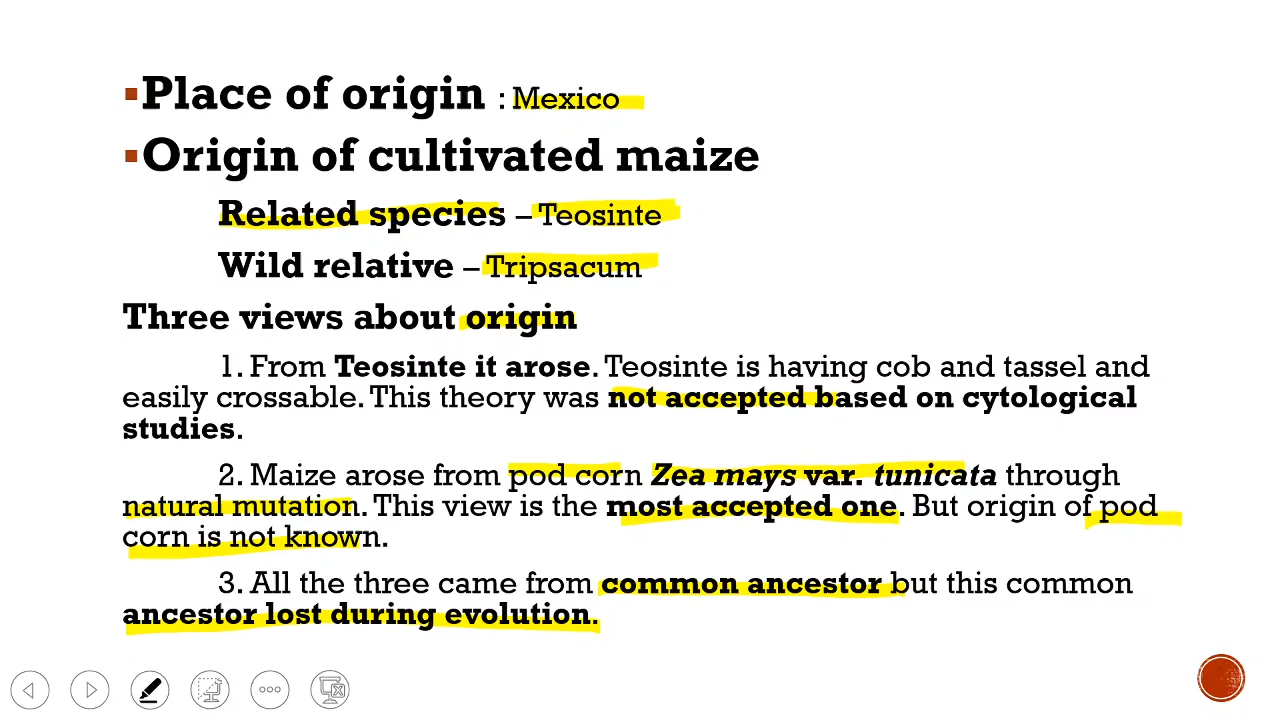 ▪Place of origin : Mexico
▪Origin of cultivated maize
Related species – Teosinte
Wild relative – Tripsacum
Three views about origin
1. From Teosinte it arose. Teosinte is having cob and tassel and
easily crossable. This theory was not accepted based on cytological
studies.
2. Maize arose from pod corn Zea mays var. tunicata through
natural mutation. This view is the most accepted one. But origin of pod
corn is not known.
3. All the three came from common ancestor but this common
ancestor lost during evolution.